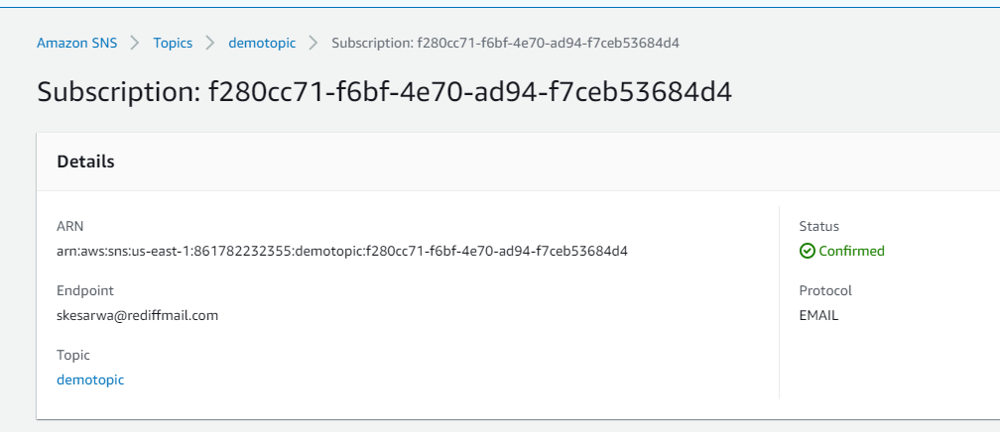 Amazon SNS > Topics > demotopic > Subscription: f280cc71-f6bf-4e70-ad94-f7ceb53684d4
Subscription: f280cc71-f6bf-4e70-ad94-f7ceb53684d4
Details
ARN
arn:aws:sns:us-east-1:861782232355:demotopic:f280cc71-f6bf-4e70-ad94-f7ceb53684d4
Endpoint
skesarwa@rediffmail.com
Topic
demotopic
Status
Confirmed
Protocol
EMAIL